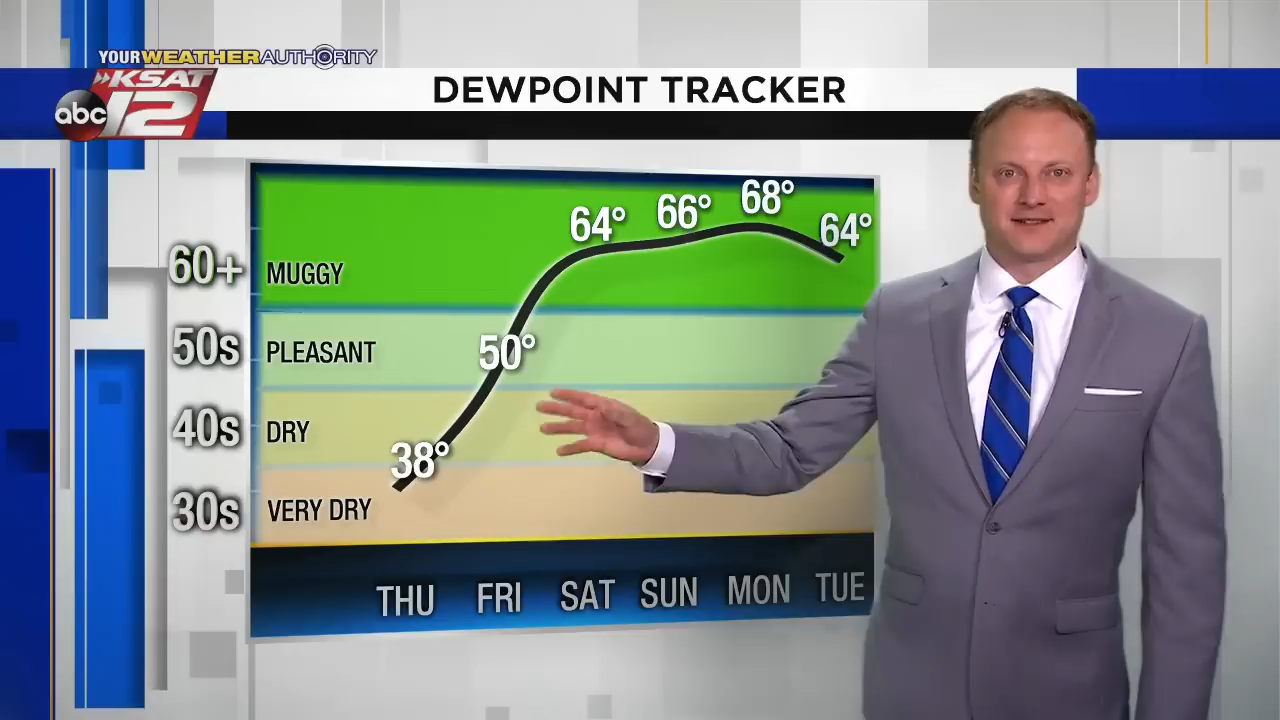 YOUR WEATHER AUTHORITY
KSAT
abc 12
DEWPOINT TRACKER
64° 66° 68° 64°
60+ MUGGY
50s PLEASANT 50°
40s DRY
38°
30s VERY DRY
THU FRI SAT SUN MON TUE